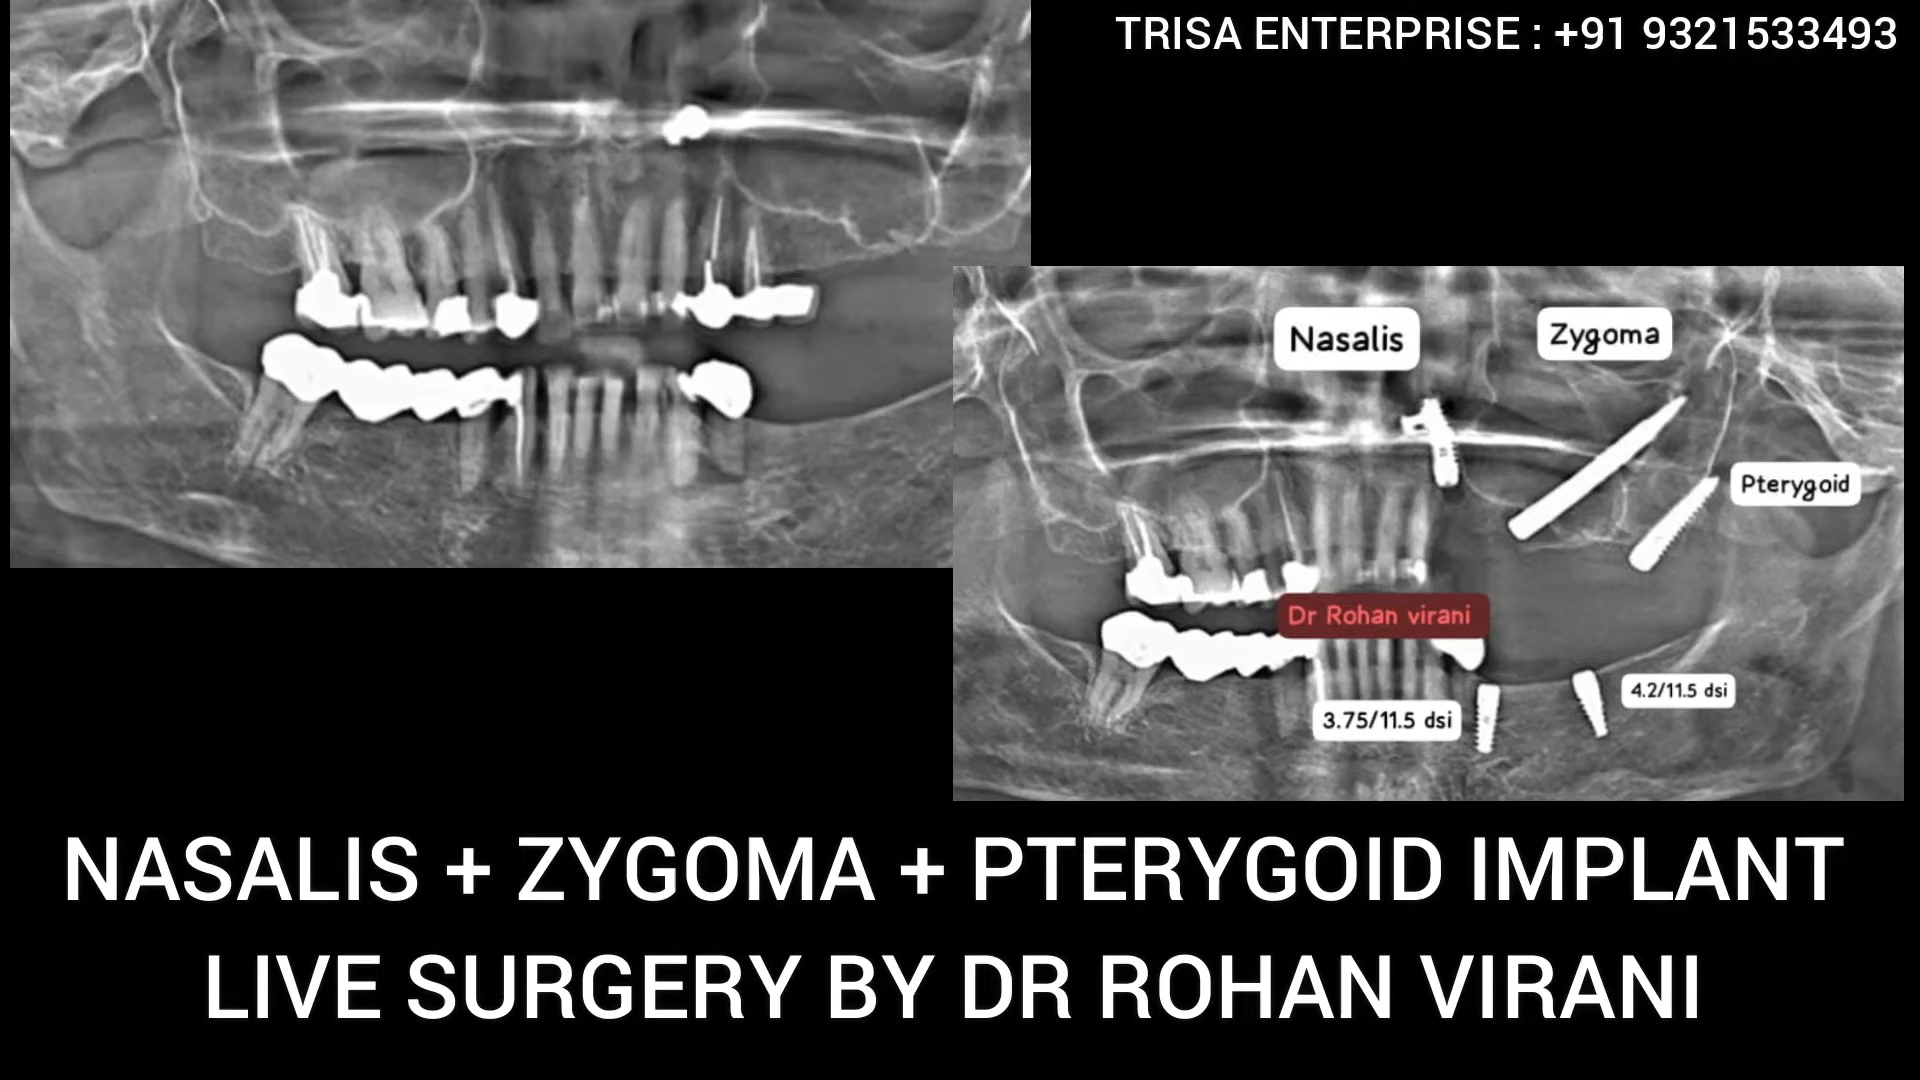 TRISA ENTERPRISE : +91 9321533493
Nasalis
Zygoma
Pterygoid
Dr Rohan virani
4.2/11.5 dsi
3.75/11.5 dsi
NASALIS + ZYGOMA + PTERYGOID IMPLANT
LIVE SURGERY BY DR ROHAN VIRANI